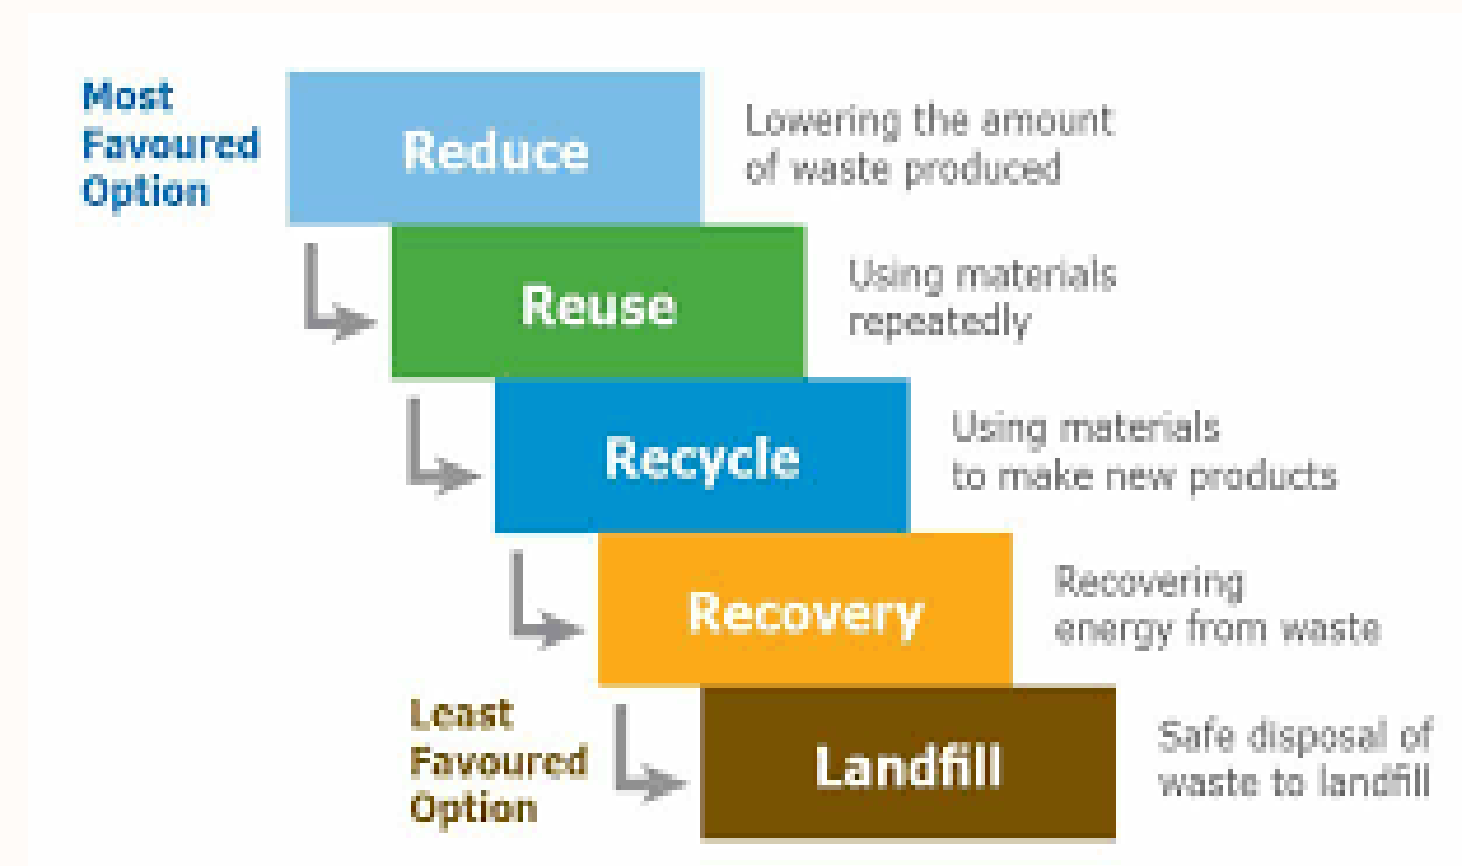 Most
Favoured
Option
Reduce
Lowering the amount
of waste produced
Reuse
Using materials
repeatedly
Recycle
Using materials
to make new products
Recovery
Recovering
energy from waste
Least
Favoured
Option
Landfill
Safe disposal of
waste to landfill